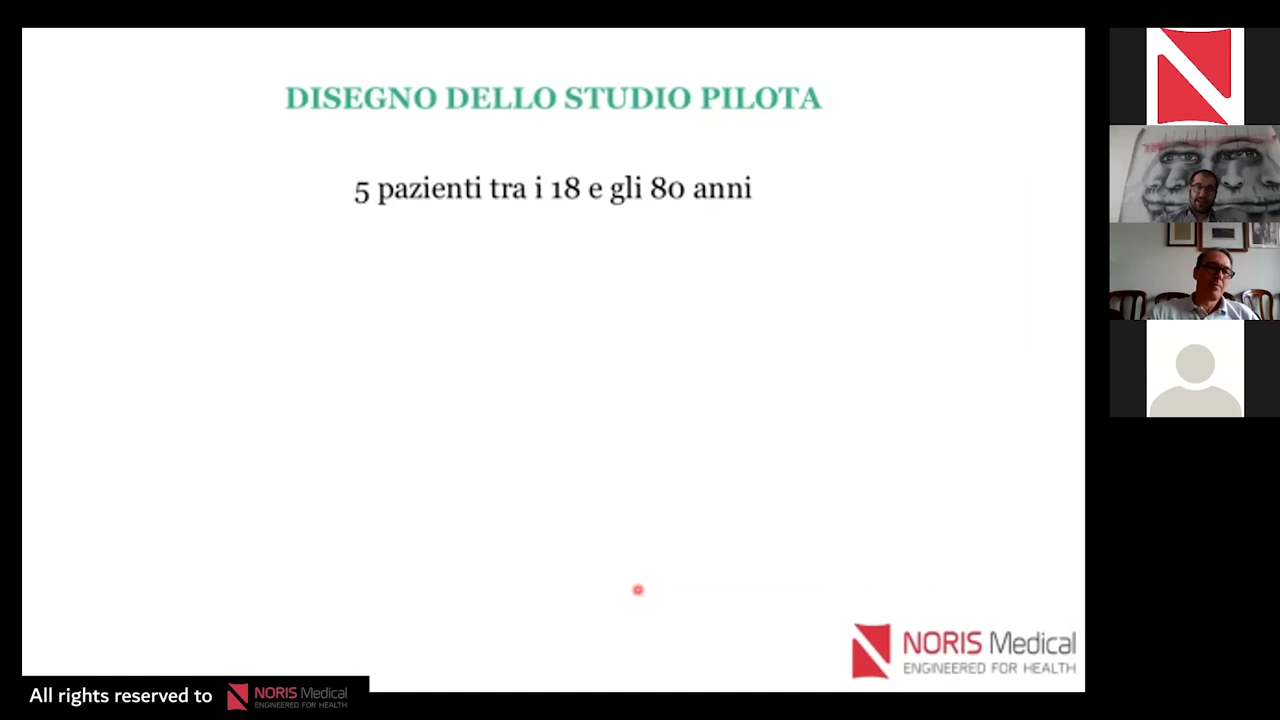 DISEGNO DELLO STUDIO PILOTA
5 pazienti tra i 18 e gli 80 anni
NORIS Medical
ENGINEERED FOR HEALTH
All rights reserved to NORIS Medical
ENGINEERED FOR HEALTH